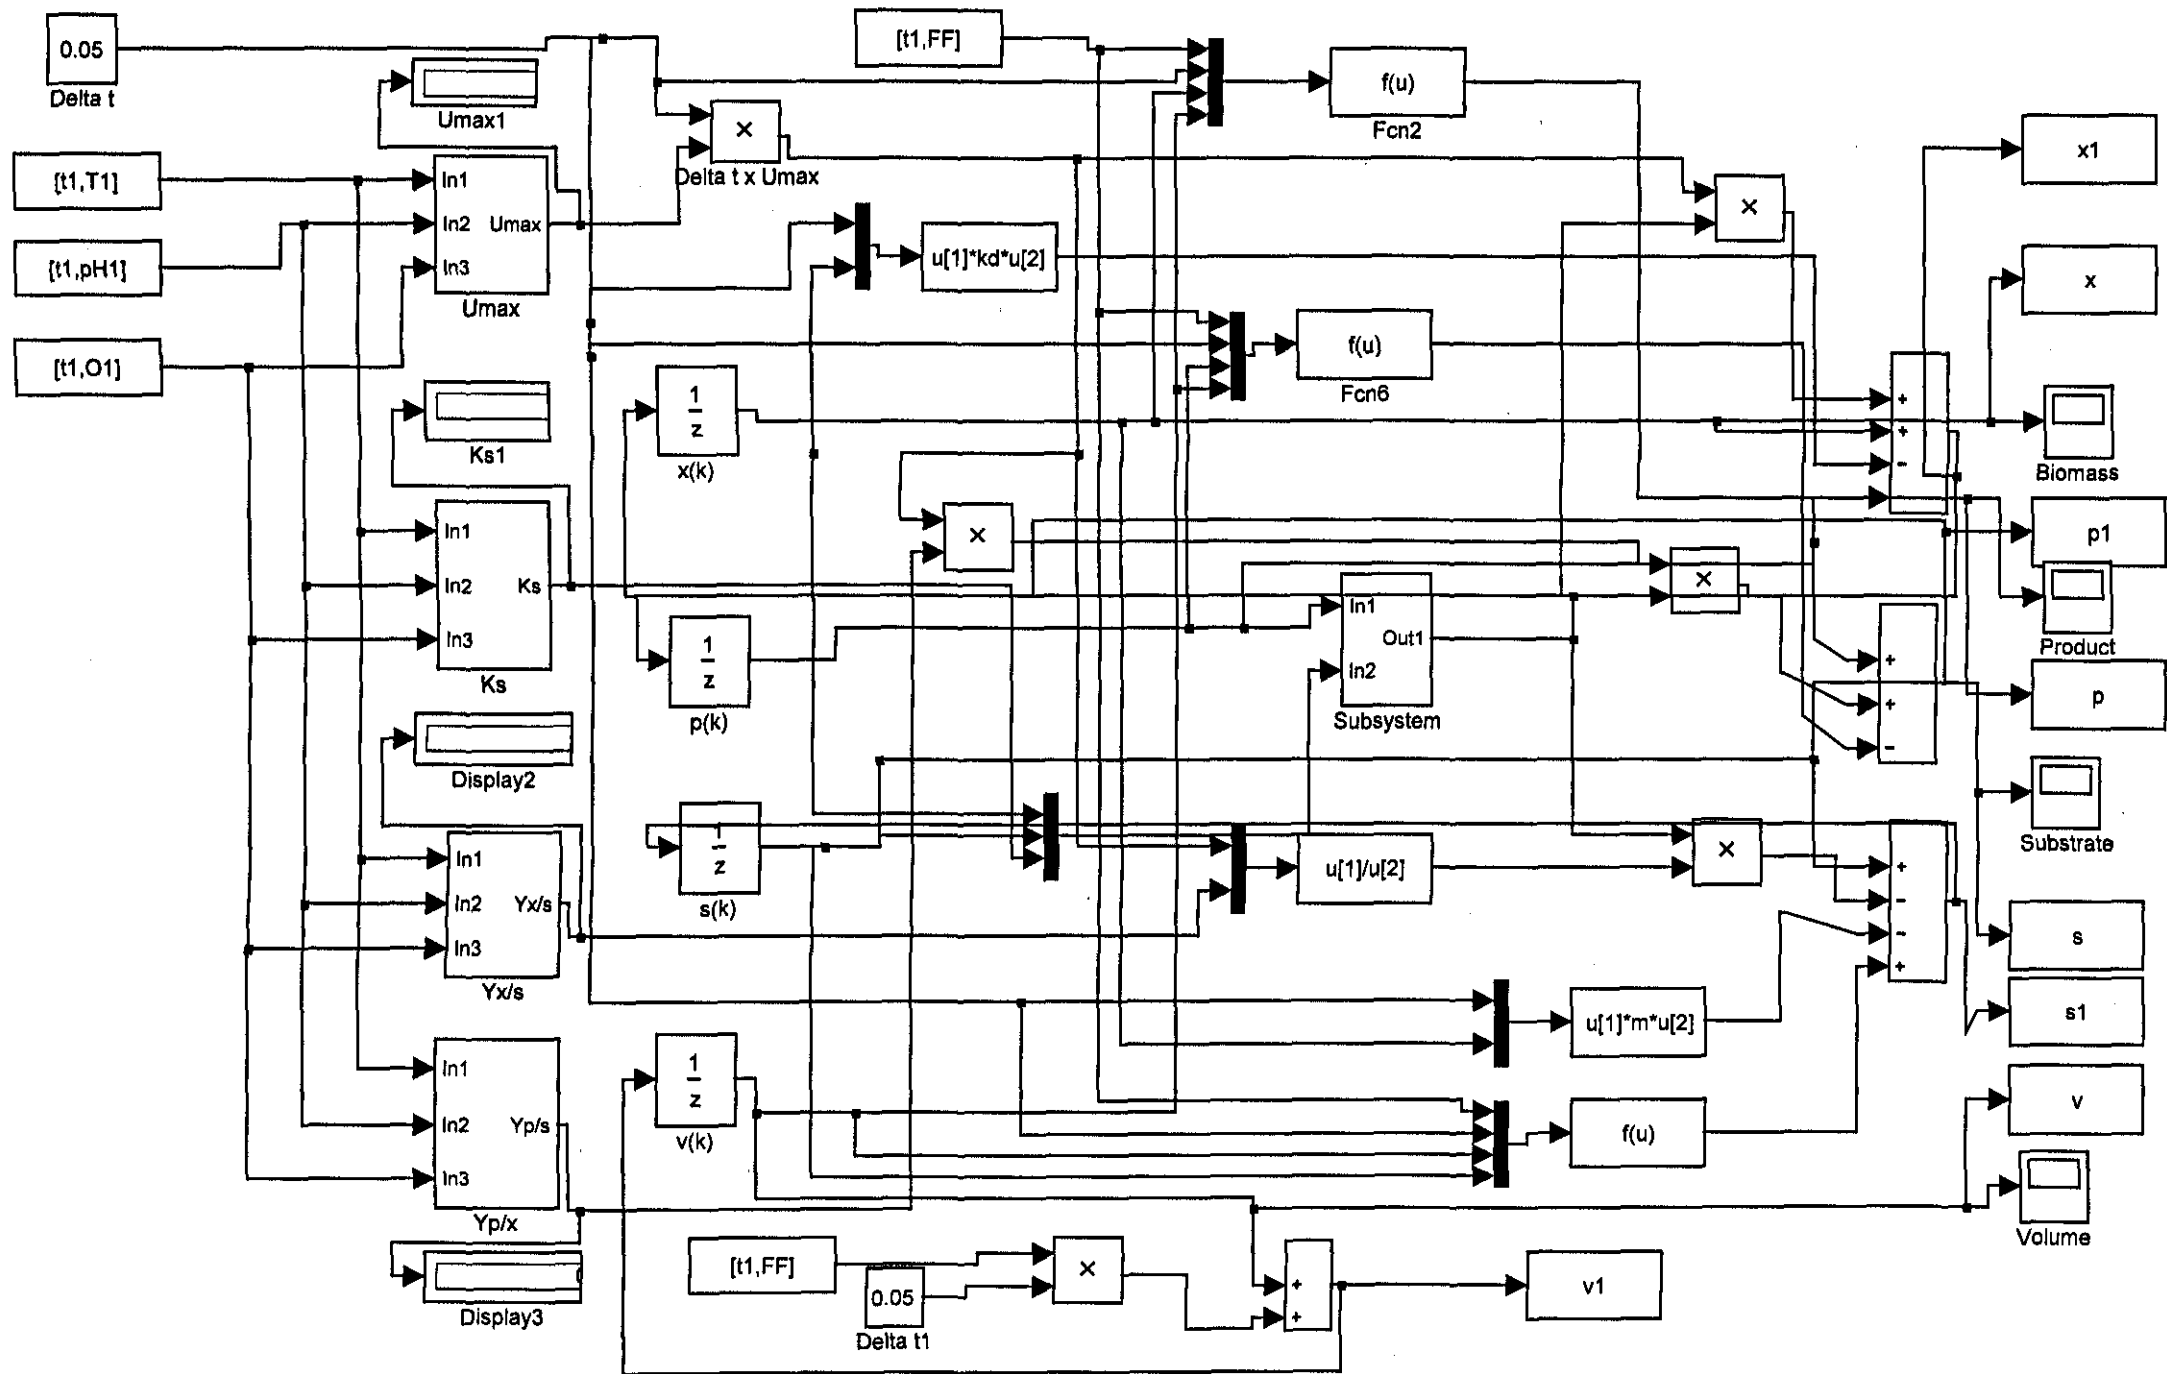 0.05
Delta t
[t1,FF]
f(u)
Fcn2
Umax1
×
Delta t x Umax
x1
[t1,T1]
In1
In2
In3
Umax
Umax
[t1,pH1]
×
u[1]*kd*u[2]
x
[t1,O1]
f(u)
Fcn6
Ks1
1
z
x(k)
+
+
-
Biomass
p1
In1
In2
In3
Ks
Ks
×
×
In1
In2
Out1
Subsystem
Product
1
z
p(k)
+
+
-
p
Display2
Substrate
1
z
s(k)
In1
In2
In3
Yx/s
Yx/s
u[1]/u[2]
×
+
-
-
+
s
s1
u[1]*m*u[2]
In1
In2
In3
Yp/s
Yp/x
1
z
v(k)
f(u)
v
Volume
Display3
[t1,FF]
0.05
Delta t1
×
+
+
v1